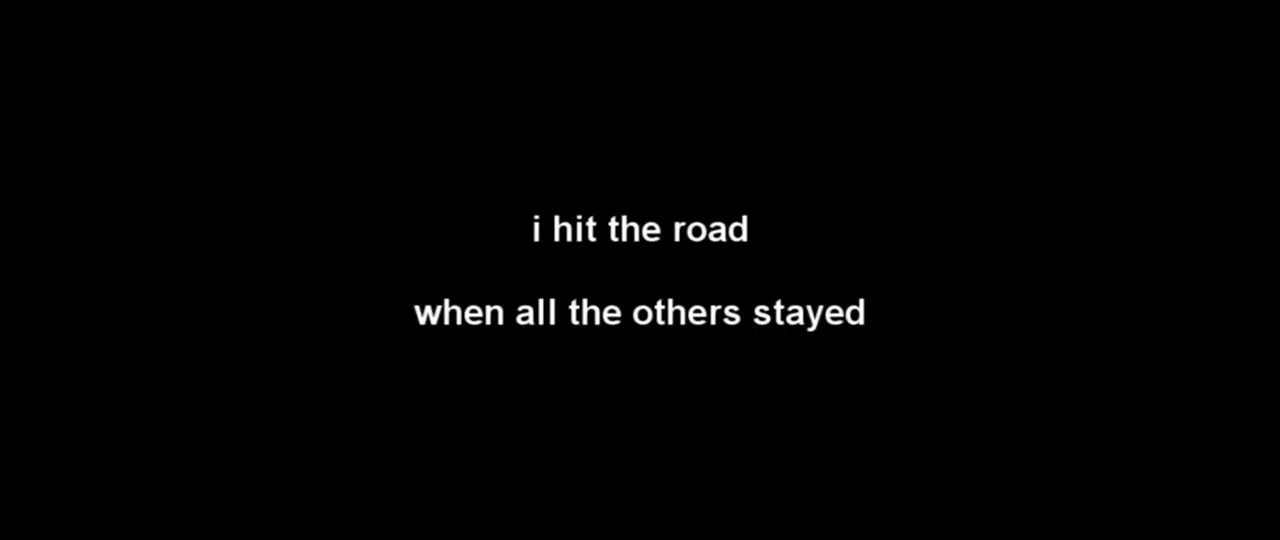 i hit the road
when all the others stayed